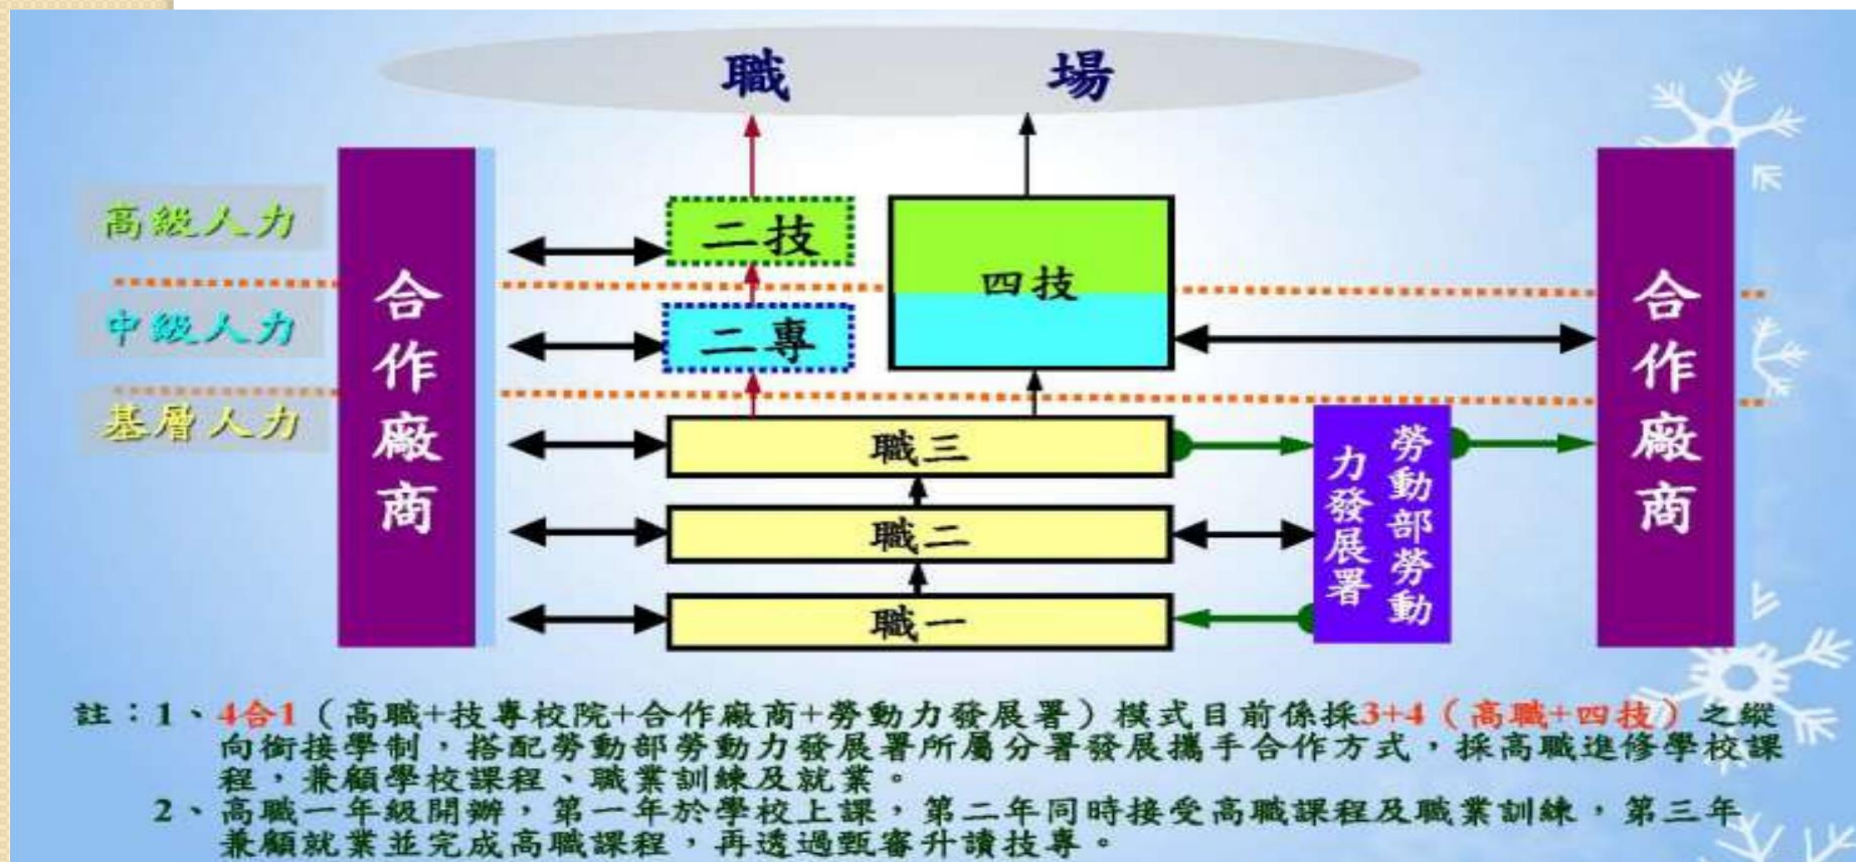 職 場
高級人力
中級人力
基層人力
合作廠商
二技
二專
四技
職三
職二
職一
勞動部勞動
力發展署
合作廠商
註：1、4合1（高職+技專校院+合作廠商+勞動力發展署）模式目前係採3+4（高職+四技）之縱
向銜接學制，搭配勞動部勞動力發展署所屬分署發展攜手合作方式，採高職進修學校課
程，兼顧學校課程、職業訓練及就業。
2、高職一年級開辦，第一年於學校上課，第二年同時接受高職課程及職業訓練，第三年
兼顧就業並完成高職課程，再透過甄審升讀技專。